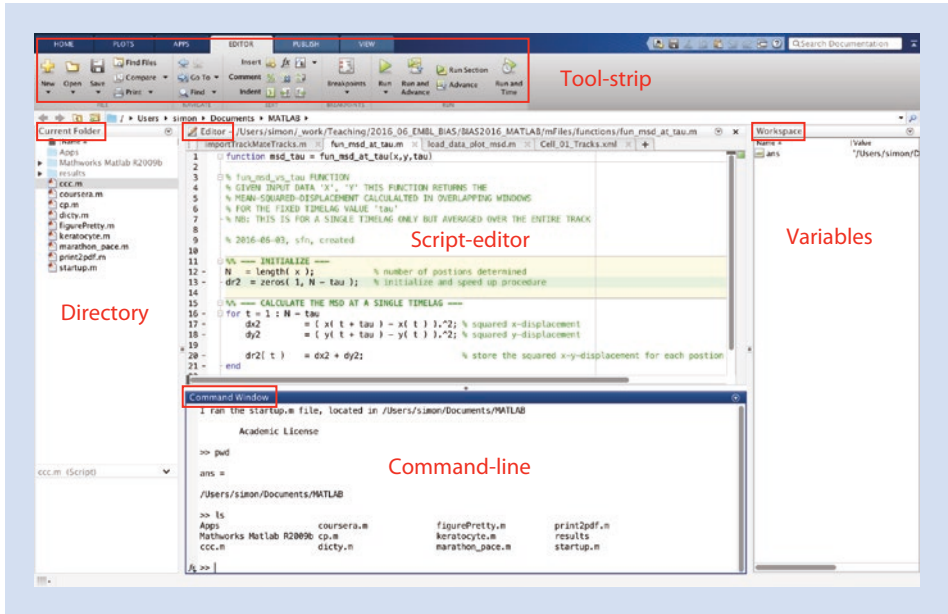 HOME PLOTS APPS EDITOR PUBLISH VIEW
Search Documentation
New Open Save Find Files Compare Print
Go To Find
Insert fx Comment Indent
Breakpoints
Run Run and Advance Run Section Advance Run and Time
FILE NAVIGATE EDIT BREAKPOINTS RUN
Tool-strip
/ ▸ Users ▸ simon ▸ Documents ▸ MATLAB ▸
Current Folder
Name
Apps
Mathworks Matlab R2009b
results
ccc.m
coursera.m
cp.m
dicty.m
figurePretty.m
keratocyte.m
marathon_pace.m
print2pdf.m
startup.m
Directory
ccc.m (Script)
Editor - /Users/simon/_work/Teaching/2016_06_EMBL_BIAS/BIAS2016_MATLAB/mFiles/functions/fun_msd_at_tau.m
importTrackMateTracks.m × fun_msd_at_tau.m × load_data_plot_msd.m × Cell_01_Tracks.xml × +
1 function msd_tau = fun_msd_at_tau(x,y,tau)
2
3 % fun_msd_vs_tau FUNCTION
4 % GIVEN INPUT DATA 'X', 'Y' THIS FUNCTION RETURNS THE
5 % MEAN-SQUARED-DISPLACEMENT CALCULALTED IN OVERLAPPING WINDOWS
6 % FOR THE FIXED TIMELAG VALUE 'tau'
7 % NB: THIS IS FOR A SINGLE TIMELAG ONLY BUT AVERAGED OVER THE ENTIRE TRACK
8
9 % 2016-06-03, sfn, created
10
11 %% --- INITIALIZE ---
12 - N = length( x ); % number of postions determined
13 - dr2 = zeros( 1, N - tau ); % initialize and speed up procedure
14
15 %% --- CALCULATE THE MSD AT A SINGLE TIMELAG ---
16 - for t = 1 : N - tau
17 - dx2 = ( x( t + tau ) - x( t ) ).^2; % squared x-displacement
18 - dy2 = ( y( t + tau ) - y( t ) ).^2; % squared y-displacement
19
20 - dr2( t ) = dx2 + dy2; % store the squared x-y-displacement for each postion
21 - end
Script-editor
Command Window
I ran the startup.m file, located in /Users/simon/Documents/MATLAB
Academic License
>> pwd
ans =
/Users/simon/Documents/MATLAB
>> ls
Apps coursera.m figurePretty.m print2pdf.m
Mathworks Matlab R2009b cp.m keratocyte.m results
ccc.m dicty.m marathon_pace.m startup.m
fx >>
Command-line
Workspace
Name Value
ans '/Users/simon/D
Variables